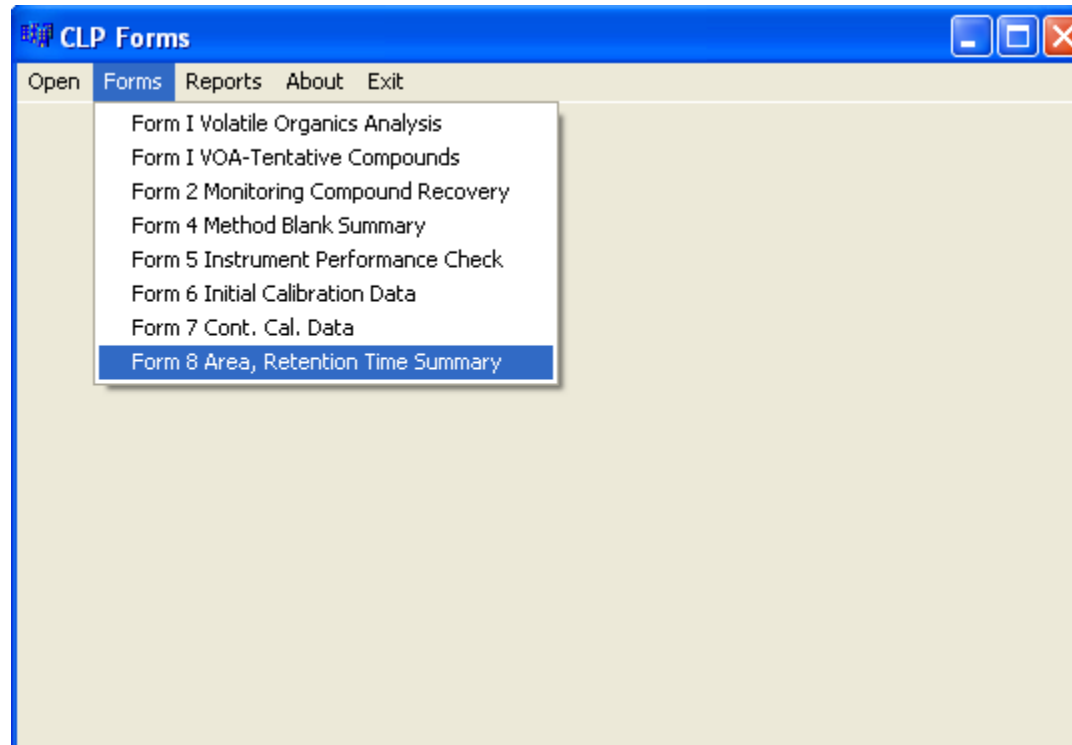 CLP Forms
Open Forms Reports About Exit
Form I Volatile Organics Analysis
Form I VOA-Tentative Compounds
Form 2 Monitoring Compound Recovery
Form 4 Method Blank Summary
Form 5 Instrument Performance Check
Form 6 Initial Calibration Data
Form 7 Cont. Cal. Data
Form 8 Area, Retention Time Summary